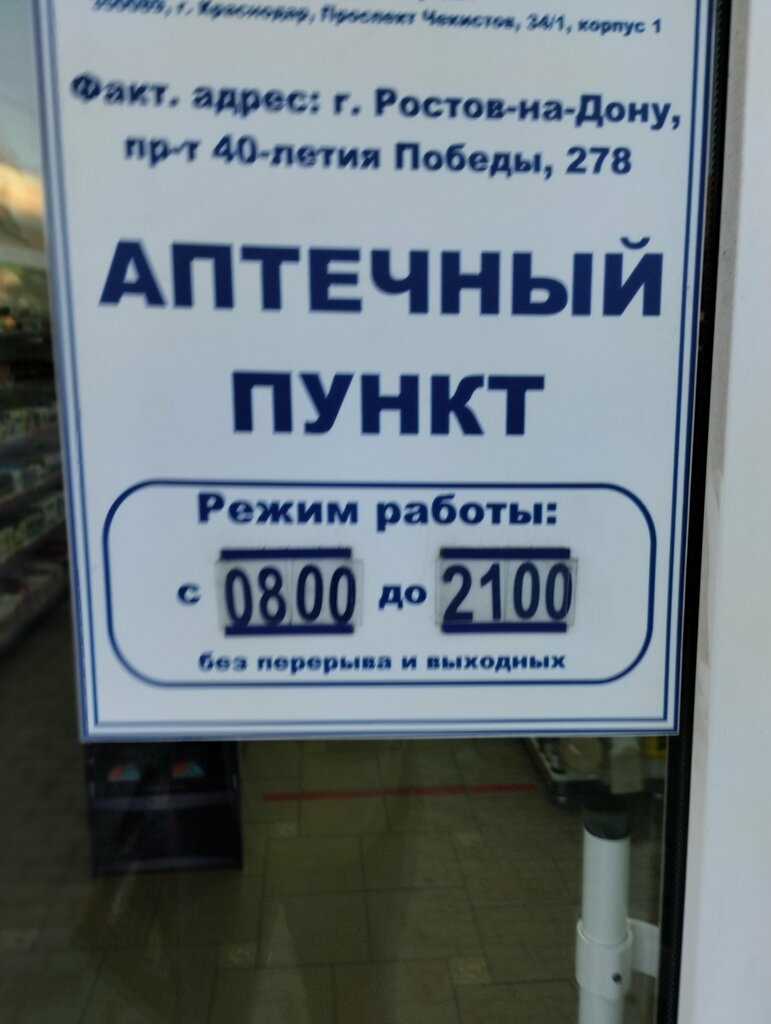 г. Краснодар, Проспект Чекистов, 34/1, корпус 1
Факт. адрес: г. Ростов-на-Дону,
пр-т 40-летия Победы, 278
АПТЕЧНЫЙ
ПУНКТ
Режим работы:
с 0800 до 2100
без перерыва и выходных